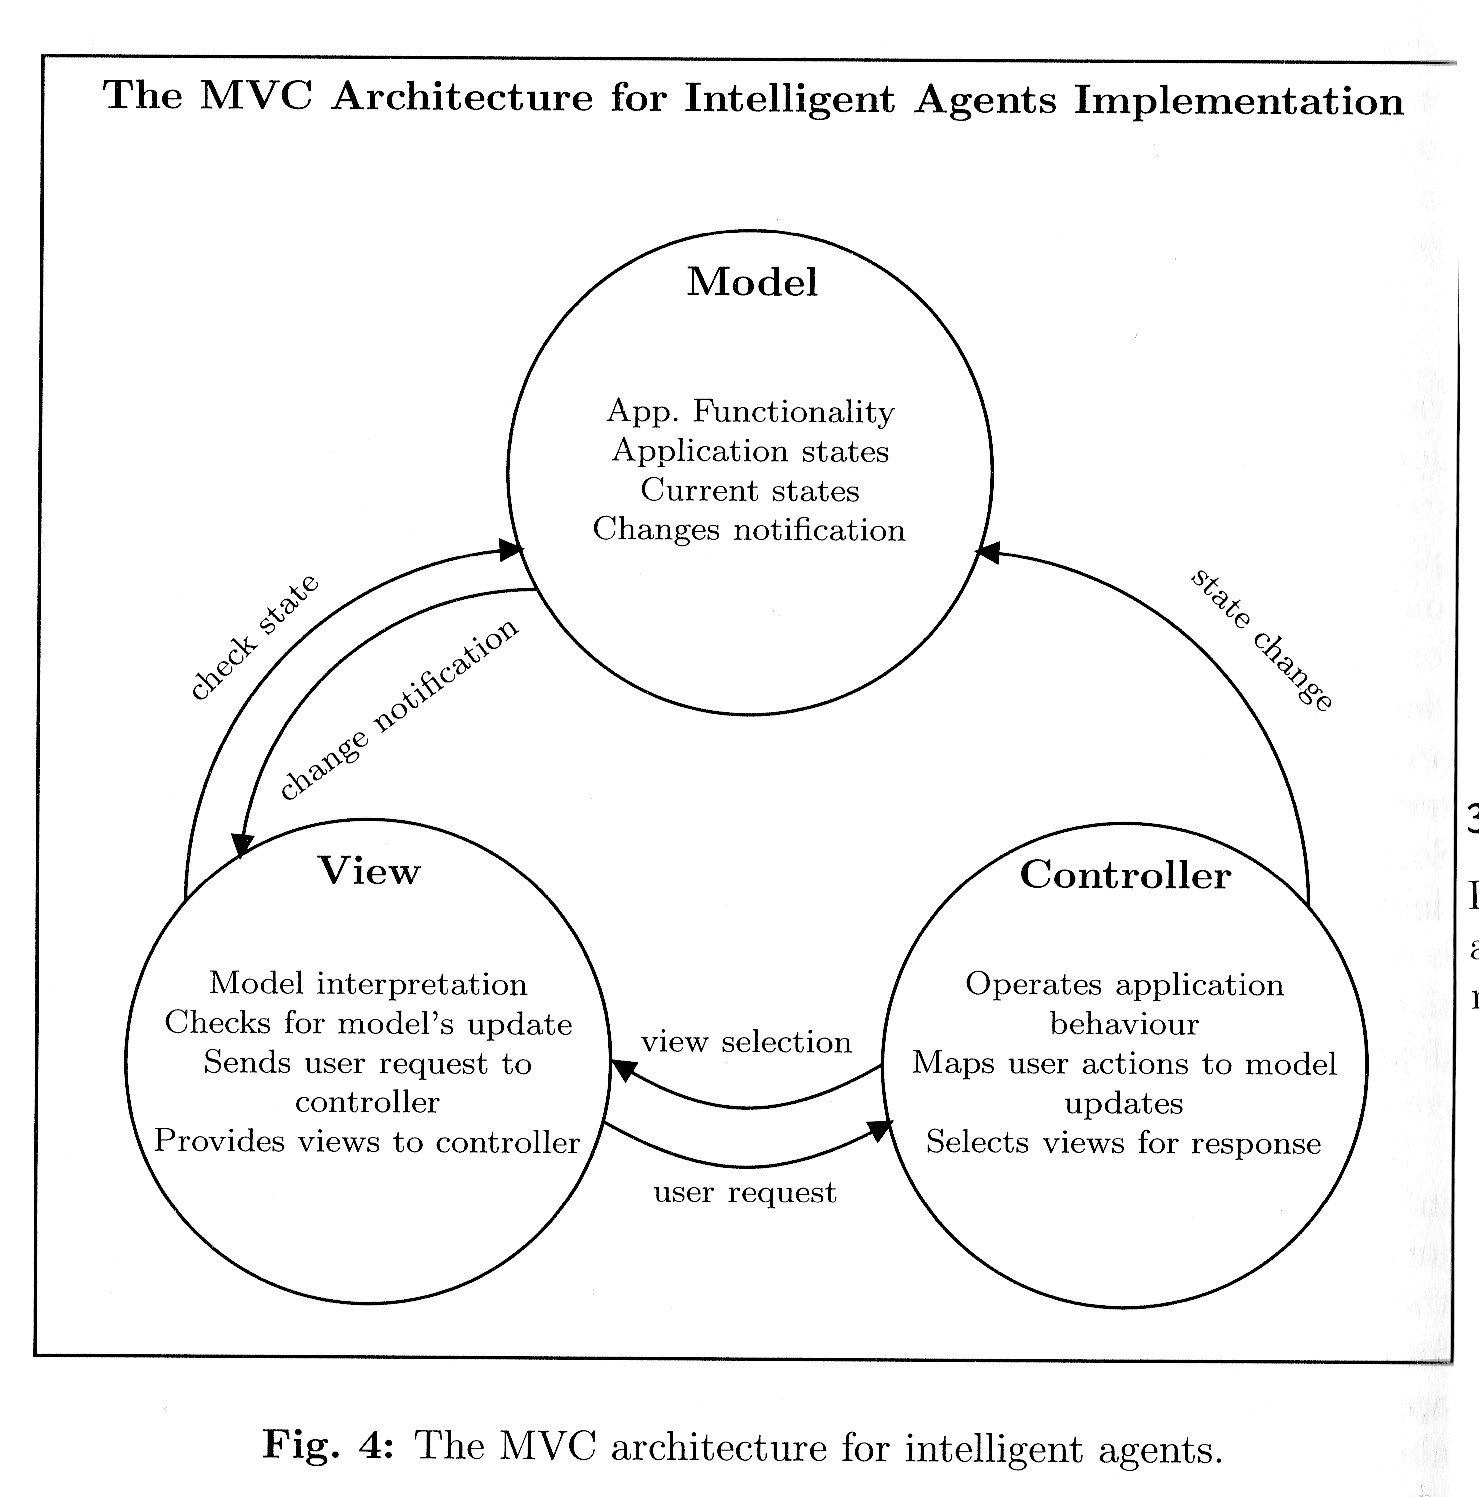 The MVC Architecture for Intelligent Agents Implementation
Model
App. Functionality
Application states
Current states
Changes notification
check state
change notification
state change
View
Model interpretation
Checks for model's update
Sends user request to
controller
Provides views to controller
view selection
user request
Controller
Operates application
behaviour
Maps user actions to model
updates
Selects views for response
Fig. 4: The MVC architecture for intelligent agents.